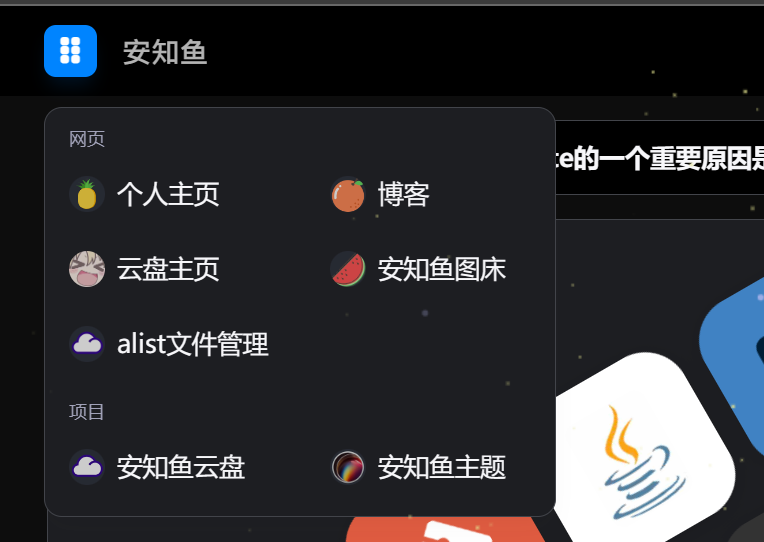 安知鱼
网页
te的一个重要原因是
个人主页 博客
云盘主页 安知鱼图床
alist文件管理
项目
安知鱼云盘 安知鱼主题